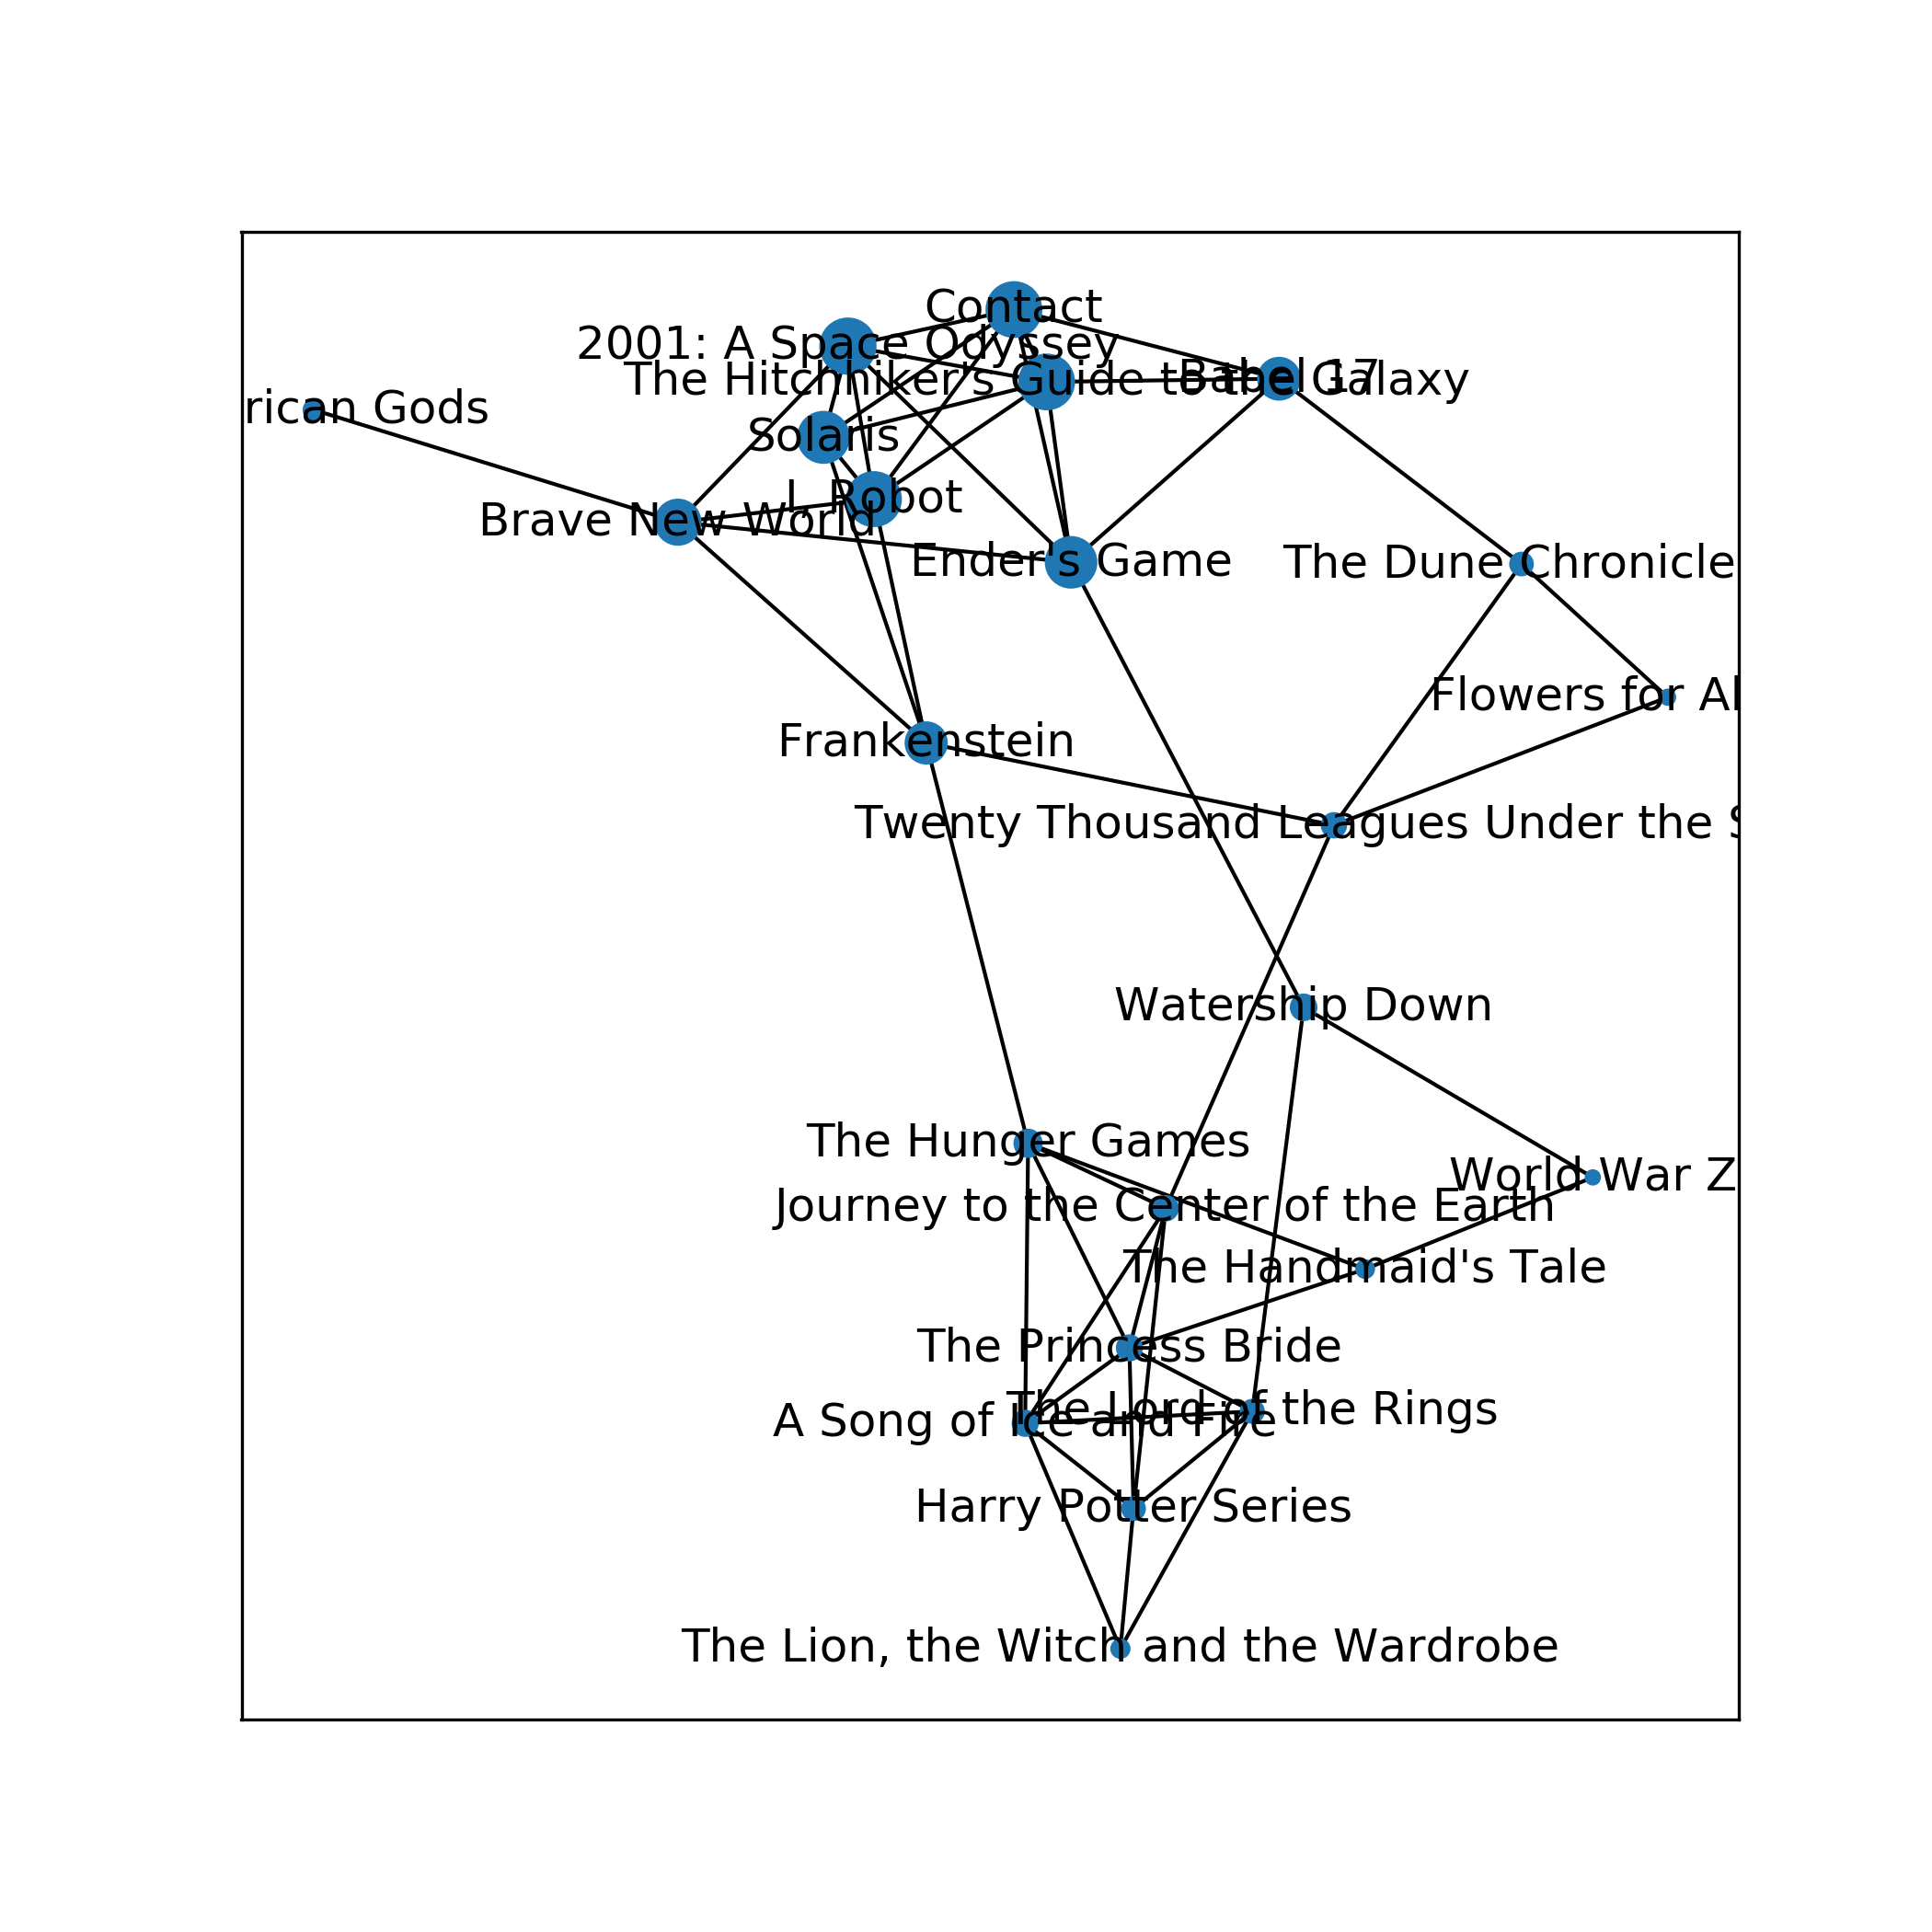 Contact
2001: A Space Odyssey
The Hitchhiker's Guide to the Galaxy
Babel 17
rican Gods
Solaris
I, Robot
Brave New World
Ender's Game
The Dune Chronicle
Flowers for Al
Frankenstein
Twenty Thousand Leagues Under the S
Watership Down
The Hunger Games
World War Z
Journey to the Center of the Earth
The Handmaid's Tale
The Princess Bride
The Lord of the Rings
A Song of Ice and Fire
Harry Potter Series
The Lion, the Witch and the Wardrobe